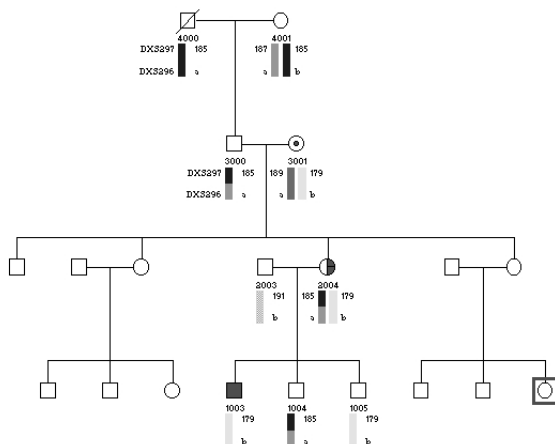 4000 4001
DXS297 185 187 185
DXS296 a a b
3000 3001
DXS297 185 189 179
DXS296 a a b
2003 2004
191 185 179
b a b
1003 1004 1005
179 185 179
b a b